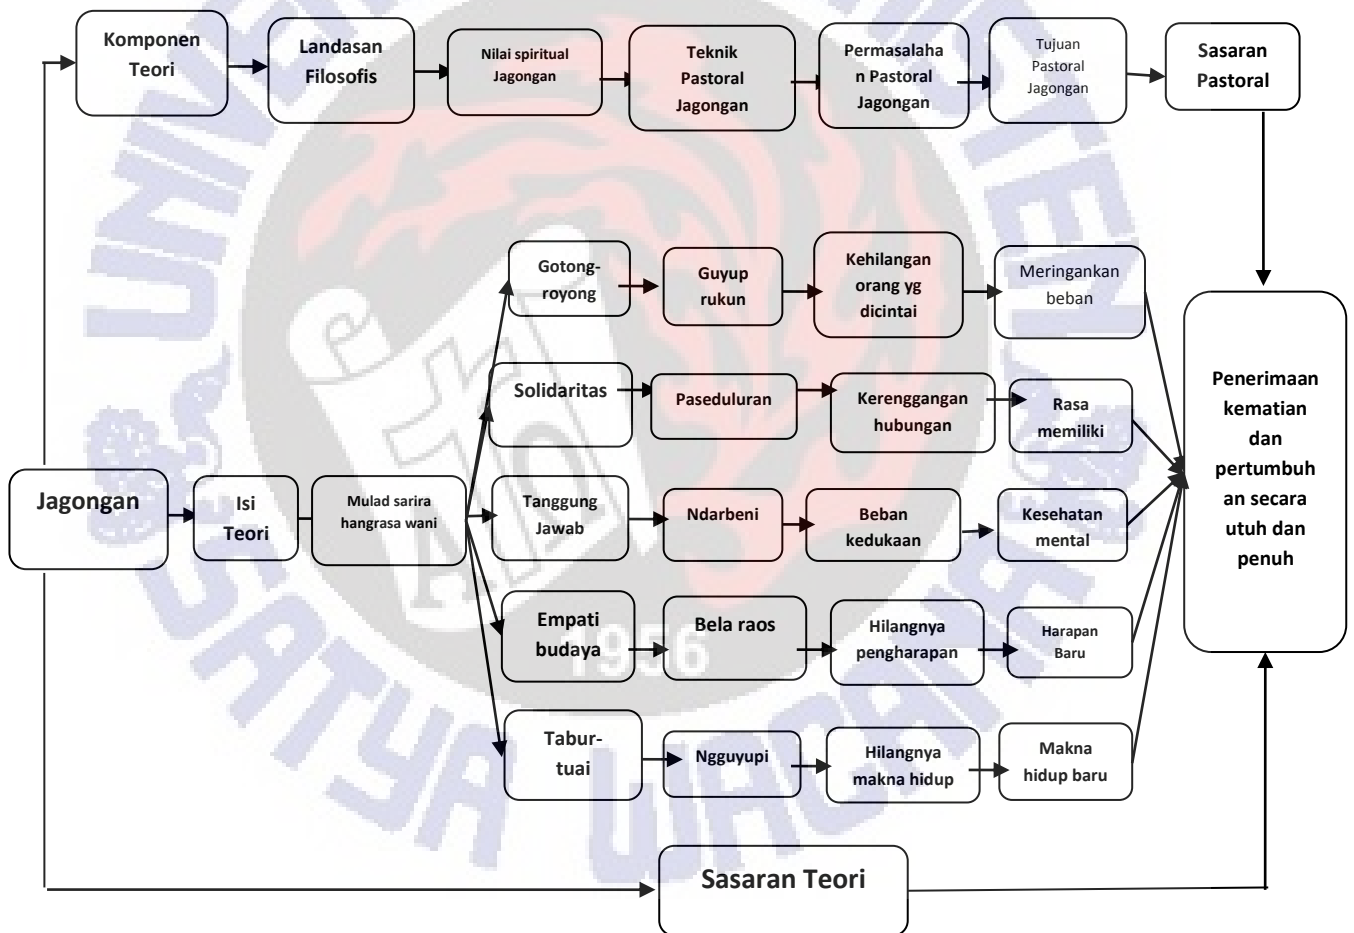 Komponen
Teori
Landasan
Filosofis
Nilai spiritual
Jagongan
Teknik
Pastoral
Jagongan
Permasalaha
n Pastoral
Jagongan
Tujuan
Pastoral
Jagongan
Sasaran
Pastoral
Gotong-
royong
Guyup
rukun
Kehilangan
orang yg
dicintai
Meringankan
beban
Solidaritas
Paseduluran
Kerenggangan
hubungan
Rasa
memiliki
Penerimaan
kematian
dan
pertumbuh
an secara
utuh dan
penuh
Jagongan
Isi
Teori
Mulad sarira
hangrasa wani
Tanggung
Jawab
Ndarbeni
Beban
kedukaan
Kesehatan
mental
Empati
budaya
Bela raos
Hilangnya
pengharapan
Harapan
Baru
Tabur-
tuai
Ngguyupi
Hilangnya
makna hidup
Makna
hidup baru
Sasaran Teori
1956
SATYA WACANA